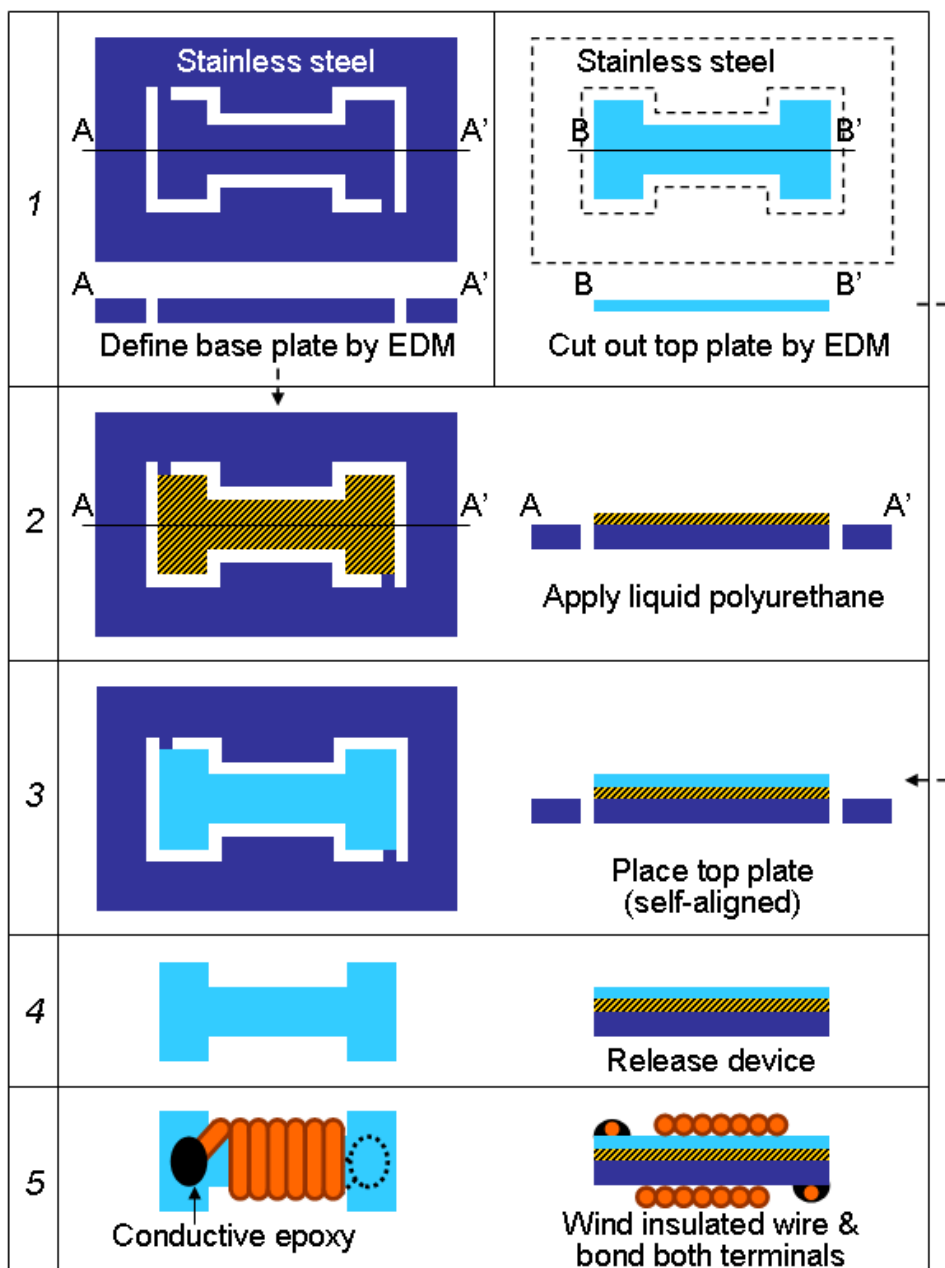 1
Stainless steel
A A’
A A’
Define base plate by EDM
Stainless steel
B B’
B B’
Cut out top plate by EDM
2
A A’
A A’
Apply liquid polyurethane
3
Place top plate
(self-aligned)
4
Release device
5
Conductive epoxy
Wind insulated wire &
bond both terminals